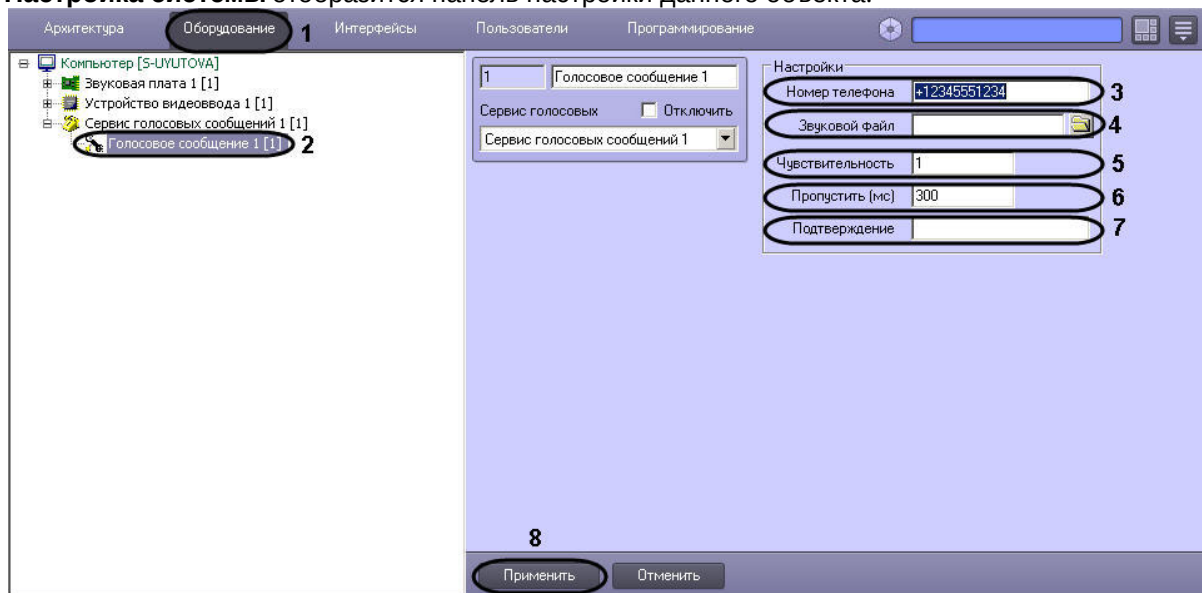 Настройка системы отобразится панель настройки данного объекта.
Архитектура Оборудование 1 Интерфейсы Пользователи Программирование
Компьютер [S-UYUTOVA]
Звуковая плата 1 [1]
Устройство видеоввода 1 [1]
Сервис голосовых сообщений 1 [1]
Голосовое сообщение 1 [1] 2
1 Голосовое сообщение 1
Сервис голосовых Отключить
Сервис голосовых сообщений 1
Настройки
Номер телефона +12345551234 3
Звуковой файл 4
Чувствительность 1 5
Пропустить (мс) 300 6
Подтверждение 7
8
Применить Отменить